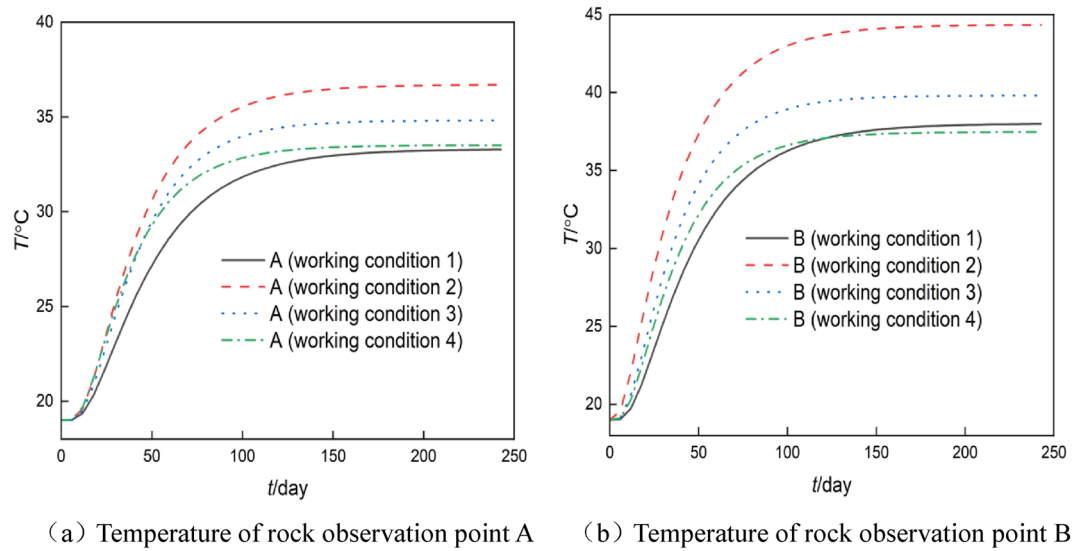 40
35
30
25
20
T/°C
0
50
100
150
200
250
t/day
A (working condition 1)
A (working condition 2)
A (working condition 3)
A (working condition 4)
（a）Temperature of rock observation point A
45
40
35
30
25
20
T/°C
0
50
100
150
200
250
t/day
B (working condition 1)
B (working condition 2)
B (working condition 3)
B (working condition 4)
（b）Temperature of rock observation point B